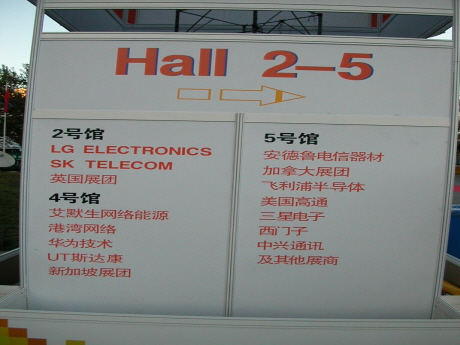 Hall 2–5
2号馆
LG ELECTRONICS
SK TELECOM
英国展团
4号馆
艾默生网络能源
港湾网络
华为技术
UT斯达康
新加坡展团
5号馆
安德鲁电信器材
加拿大展团
飞利浦半导体
美国高通
三星电子
西门子
中兴通讯
及其他展商